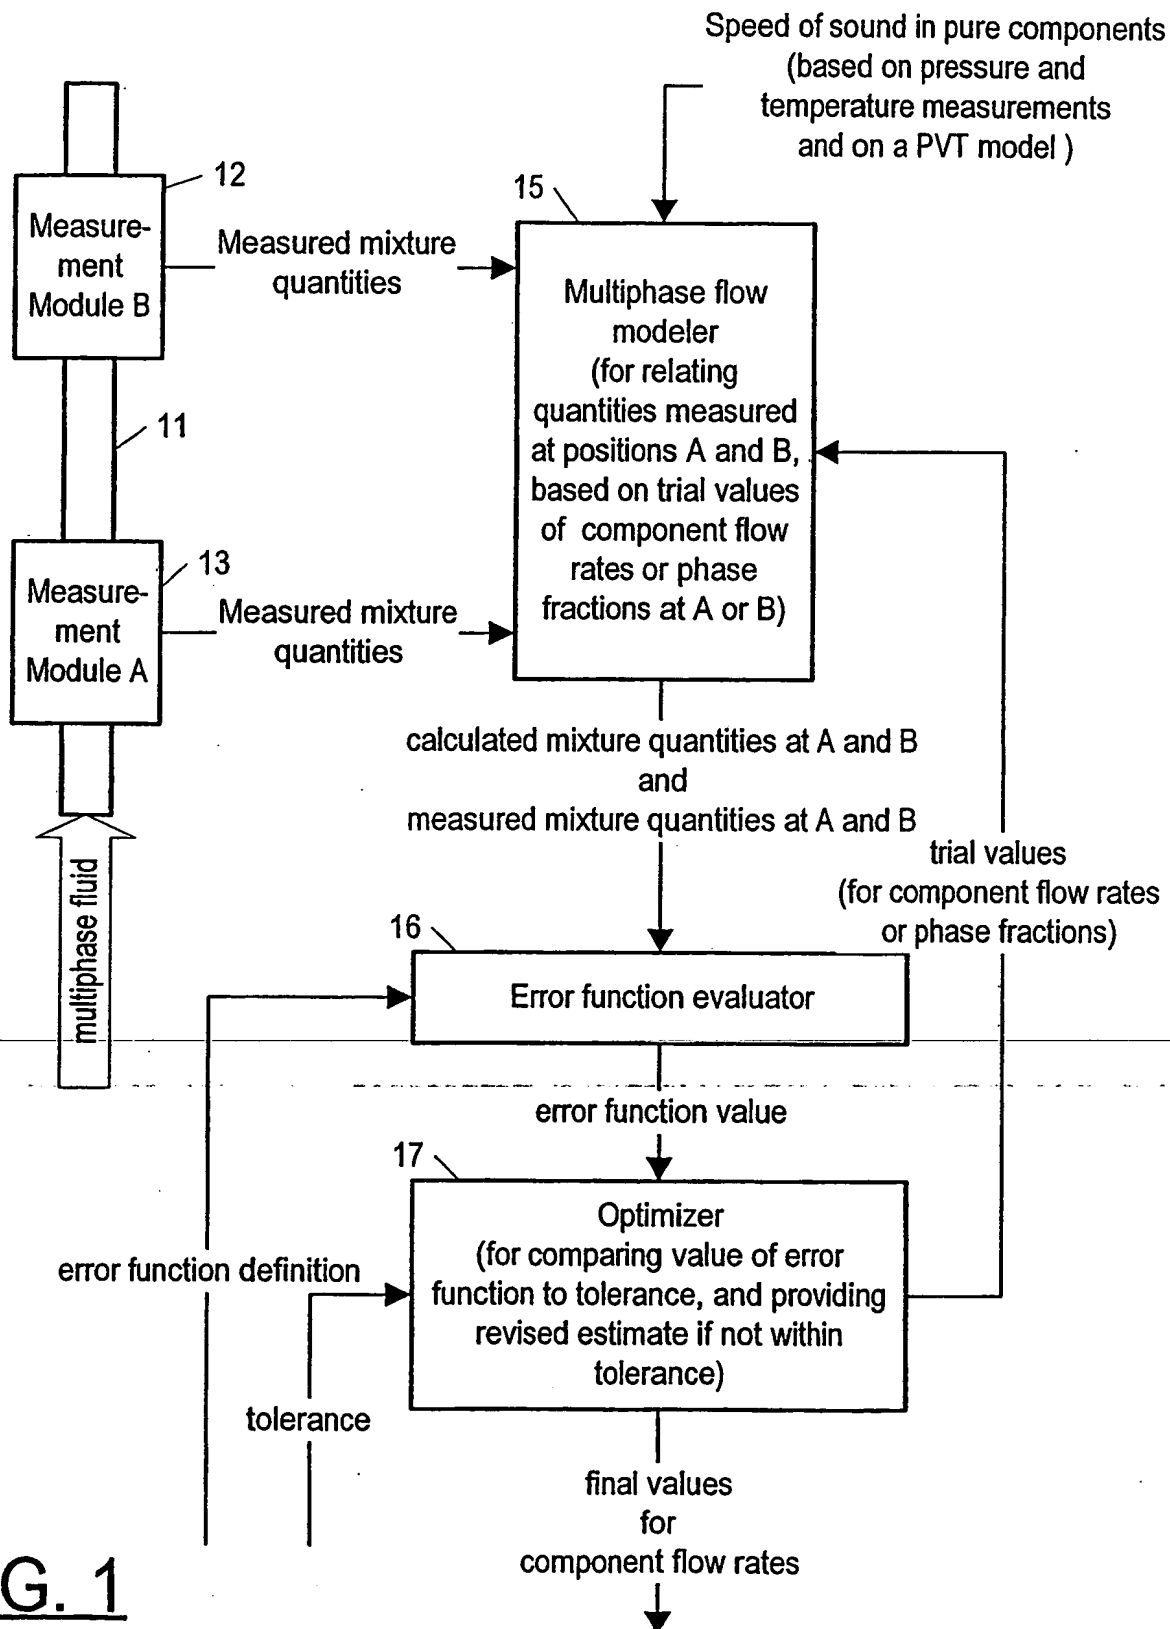 Speed of sound in pure components
(based on pressure and
temperature measurements
and on a PVT model )
12
15
Measure-
ment
Module B
Measured mixture
quantities
Multiphase flow
modeler
(for relating
quantities measured
at positions A and B,
based on trial values
of component flow
rates or phase
fractions at A or B)
11
13
Measure-
ment
Module A
Measured mixture
quantities
calculated mixture quantities at A and B
and
measured mixture quantities at A and B
trial values
(for component flow rates
or phase fractions)
multiphase fluid
16
Error function evaluator
error function value
17
Optimizer
(for comparing value of error
function to tolerance, and providing
revised estimate if not within
tolerance)
error function definition
tolerance
final values
for
component flow rates
G. 1